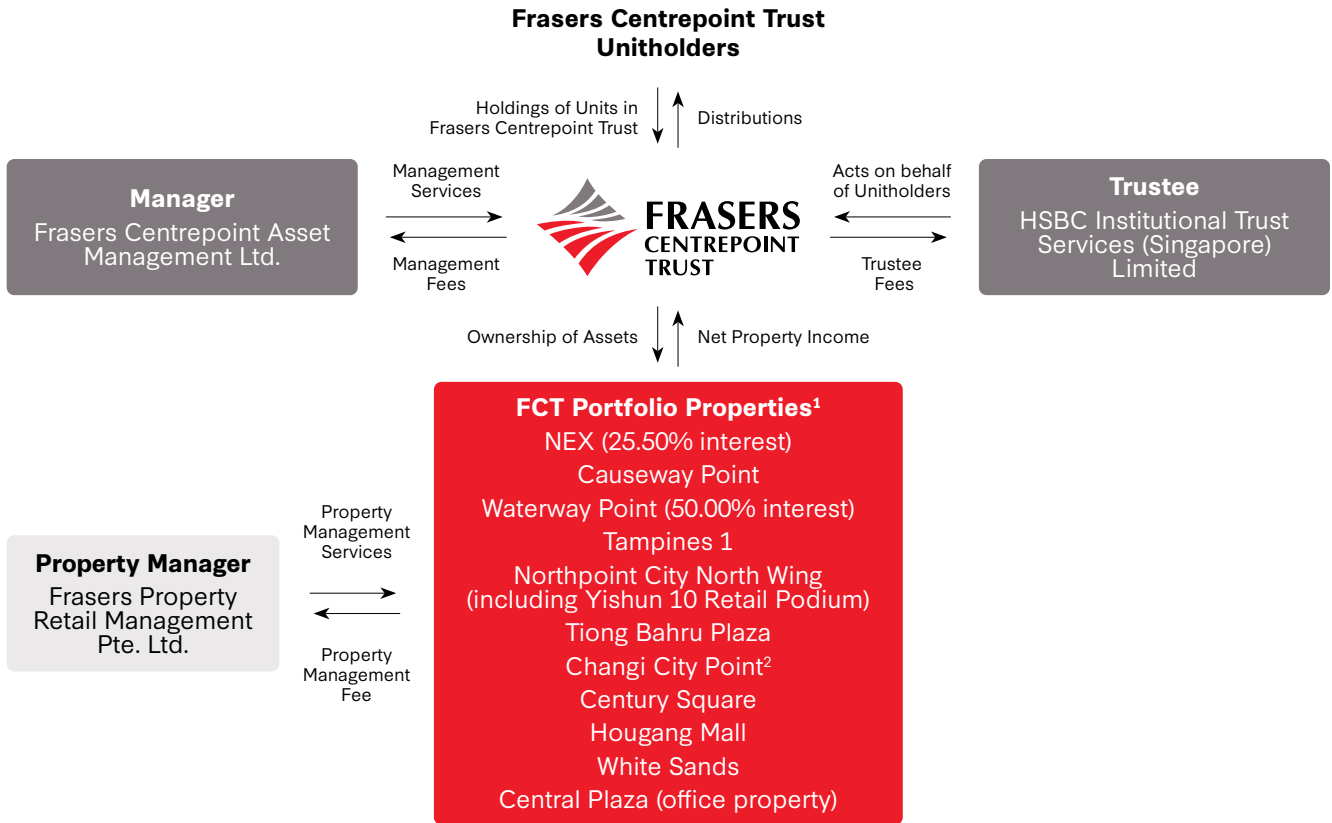 Frasers Centrepoint Trust
Unitholders
Holdings of Units in
Frasers Centrepoint Trust
Distributions
Manager
Frasers Centrepoint Asset
Management Ltd.
Management
Services
Management
Fees
FRASERS
CENTREPOINT
TRUST
Acts on behalf
of Unitholders
Trustee
Fees
Trustee
HSBC Institutional Trust
Services (Singapore)
Limited
Ownership of Assets
Net Property Income
FCT Portfolio Properties¹
NEX (25.50% interest)
Causeway Point
Waterway Point (50.00% interest)
Tampines 1
Northpoint City North Wing
(including Yishun 10 Retail Podium)
Tiong Bahru Plaza
Changi City Point²
Century Square
Hougang Mall
White Sands
Central Plaza (office property)
Property Manager
Frasers Property
Retail Management
Pte. Ltd.
Property
Management
Services
Property
Management
Fee